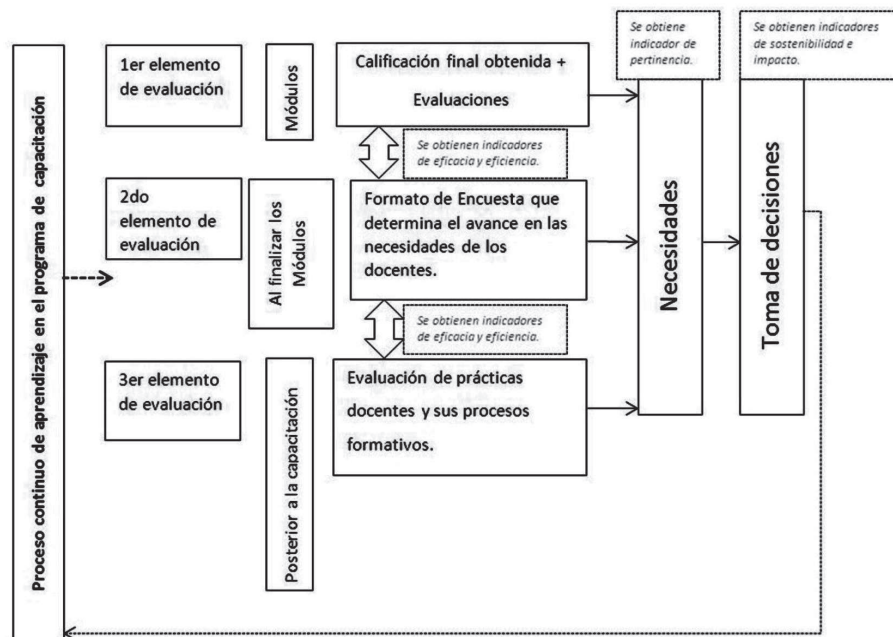 Proceso continuo de aprendizaje en el programa de capacitación
1er elemento
de evaluación
Módulos
Calificación final obtenida +
Evaluaciones
Se obtienen indicadores
de eficacia y eficiencia.
2do
elemento de
evaluación
Al finalizar los
Módulos
Formato de Encuesta que
determina el avance en las
necesidades de los
docentes.
Se obtienen indicadores
de eficacia y eficiencia.
3er elemento
de evaluación
Posterior a la capacitación
Evaluación de prácticas
docentes y sus procesos
formativos.
Se obtiene
indicador de
pertinencia.
Necesidades
Se obtienen indicadores
de sostenibilidad e
impacto.
Toma de decisiones